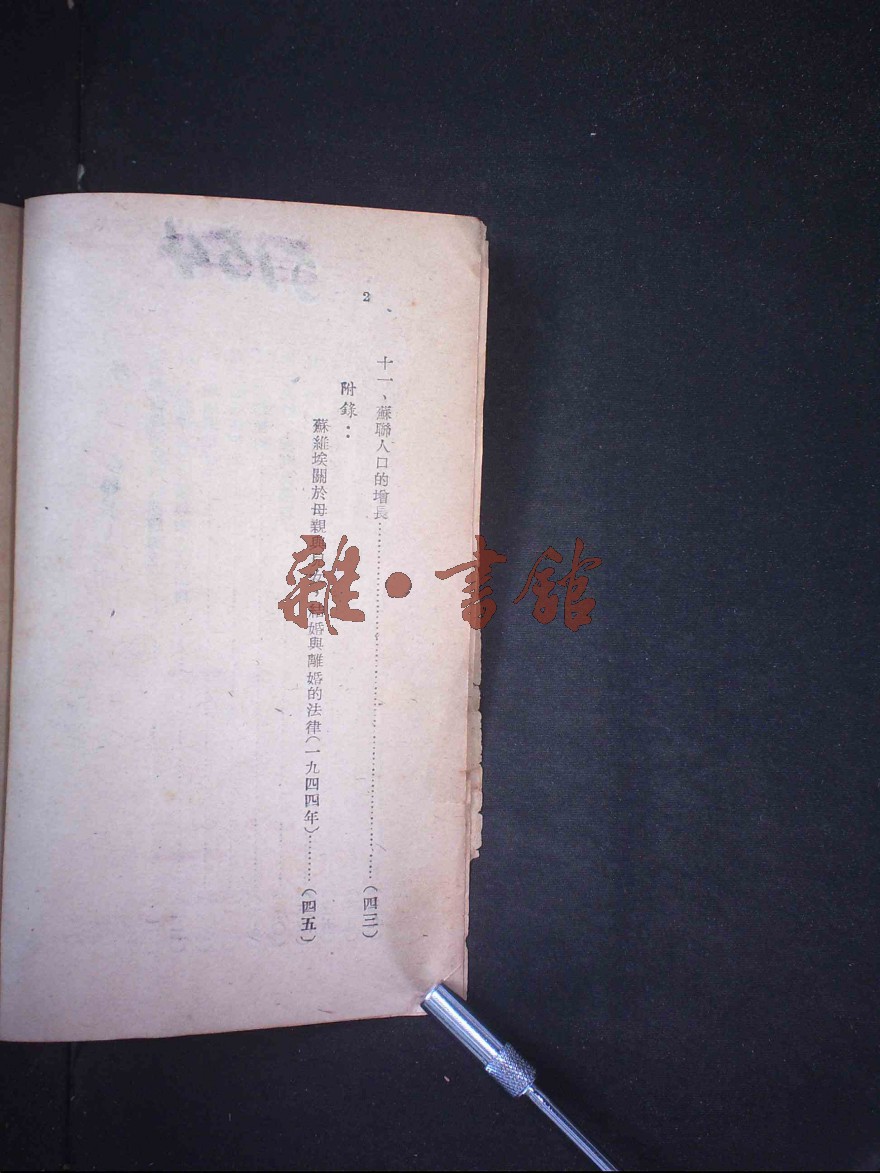 2
十一、蘇聯人口的增長……………………(四三)
附錄：
蘇維埃關於母親與 結婚與離婚的法律(一九四四年)………(四五)
雜·書館